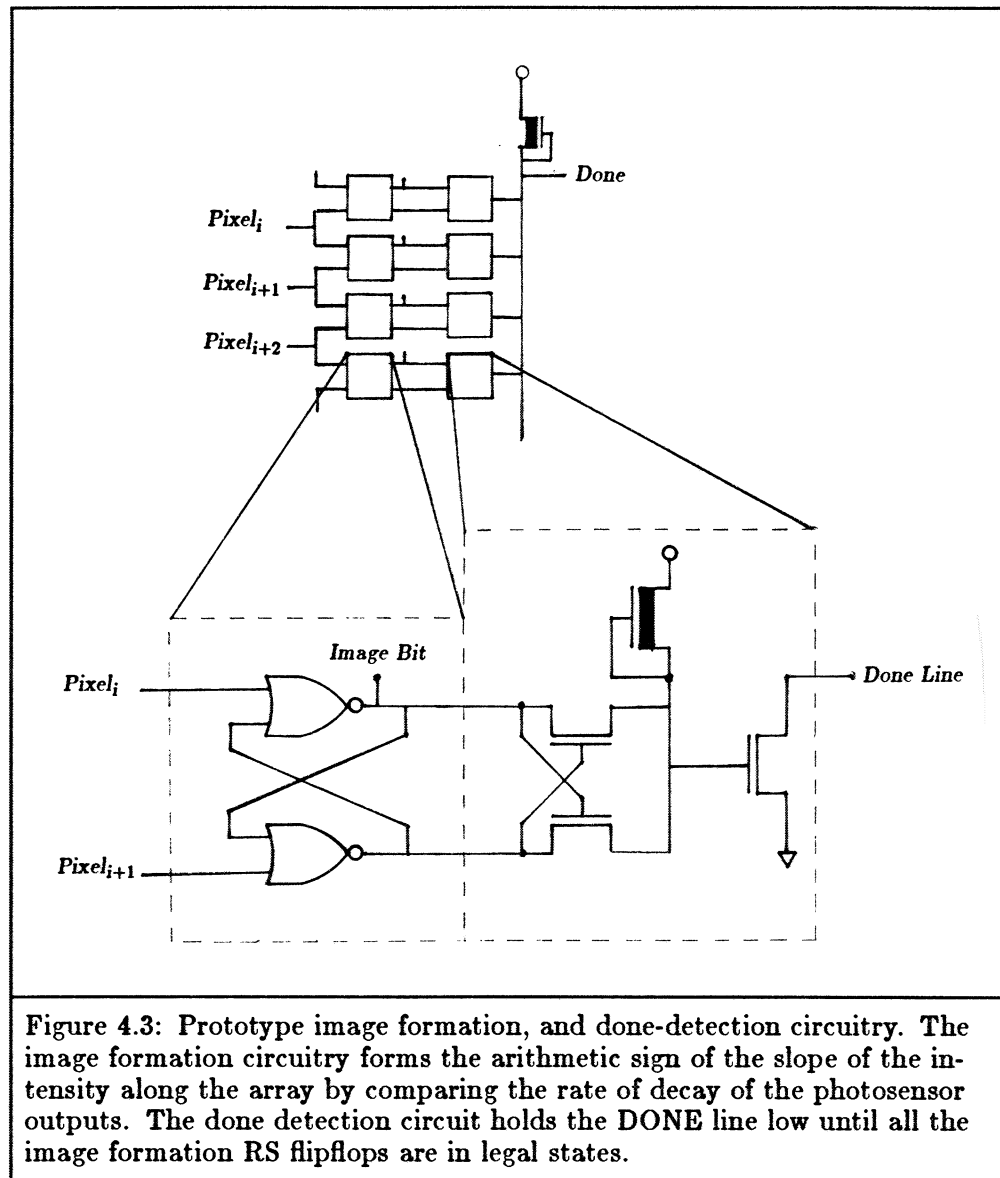 Done
Pixel_i
Pixel_{i+1}
Pixel_{i+2}
Image Bit
Pixel_i
Done Line
Pixel_{i+1}
Figure 4.3: Prototype image formation, and done-detection circuitry. The
image formation circuitry forms the arithmetic sign of the slope of the in-
tensity along the array by comparing the rate of decay of the photosensor
outputs. The done detection circuit holds the DONE line low until all the
image formation RS flipflops are in legal states.